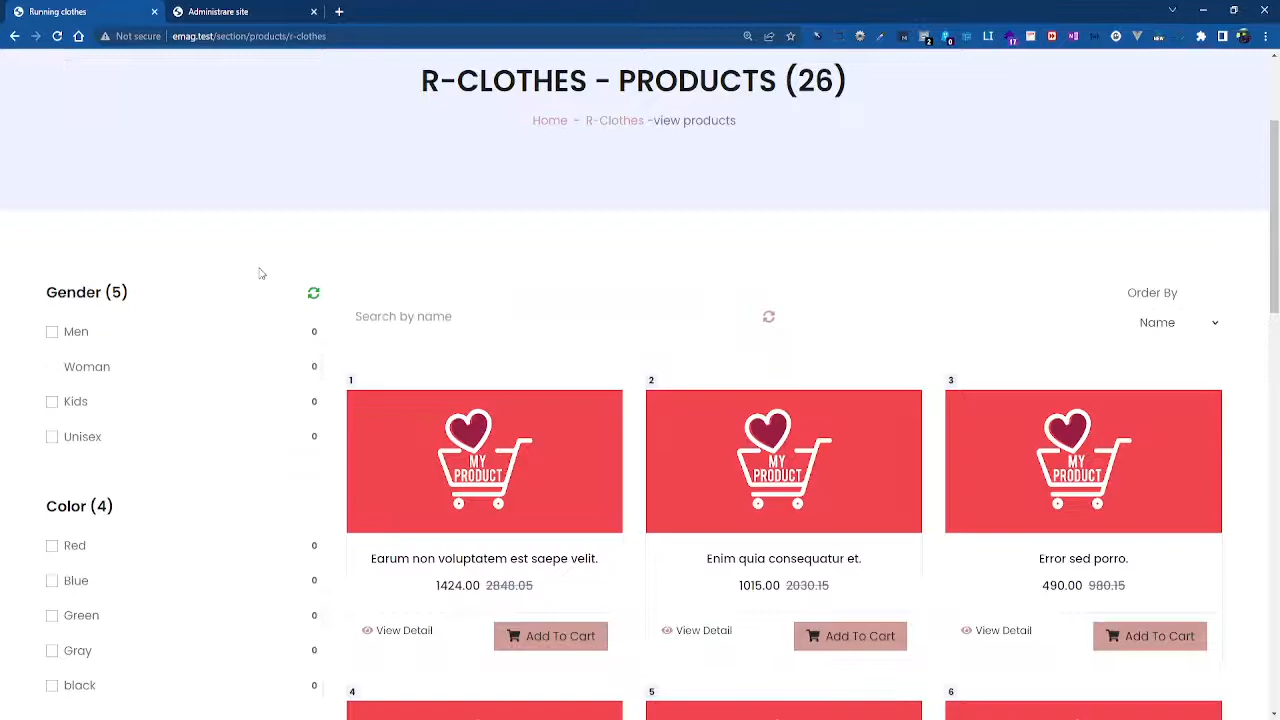 Running clothes
Administrare site
Not secure
emag.test/section/products/r-clothes
R-CLOTHES - PRODUCTS (26)
Home - R-Clothes -view products
Gender (5)
Men 0
Woman 0
Kids 0
Unisex 0
Color (4)
Red 0
Blue 0
Green 0
Gray 0
black 0
Search by name
Order By
Name
1
MY
PRODUCT
Earum non voluptatem est saepe velit.
1424.00 2848.05
View Detail
Add To Cart
2
MY
PRODUCT
Enim quia consequatur et.
1015.00 2030.15
View Detail
Add To Cart
3
MY
PRODUCT
Error sed porro.
490.00 980.15
View Detail
Add To Cart
4
5
6